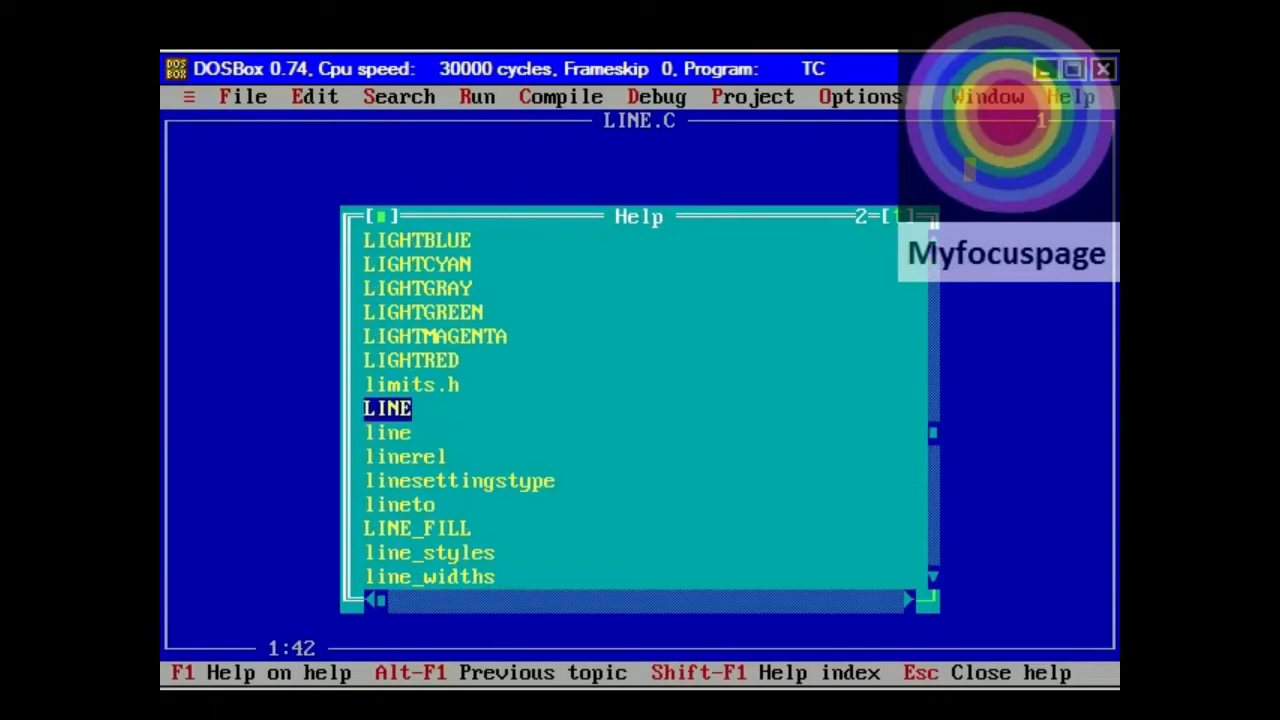 DOS BOX DOSBox 0.74, Cpu speed: 30000 cycles, Frameskip 0, Program: TC
≡ File Edit Search Run Compile Debug Project Options Window Help
LINE.C 1
Help 2
Myfocuspage
LIGHTBLUE
LIGHTCYAN
LIGHTGRAY
LIGHTGREEN
LIGHTMAGENTA
LIGHTRED
limits.h
LINE
line
linerel
linesettingstype
lineto
LINE_FILL
line_styles
line_widths
1:42
F1 Help on help Alt-F1 Previous topic Shift-F1 Help index Esc Close help